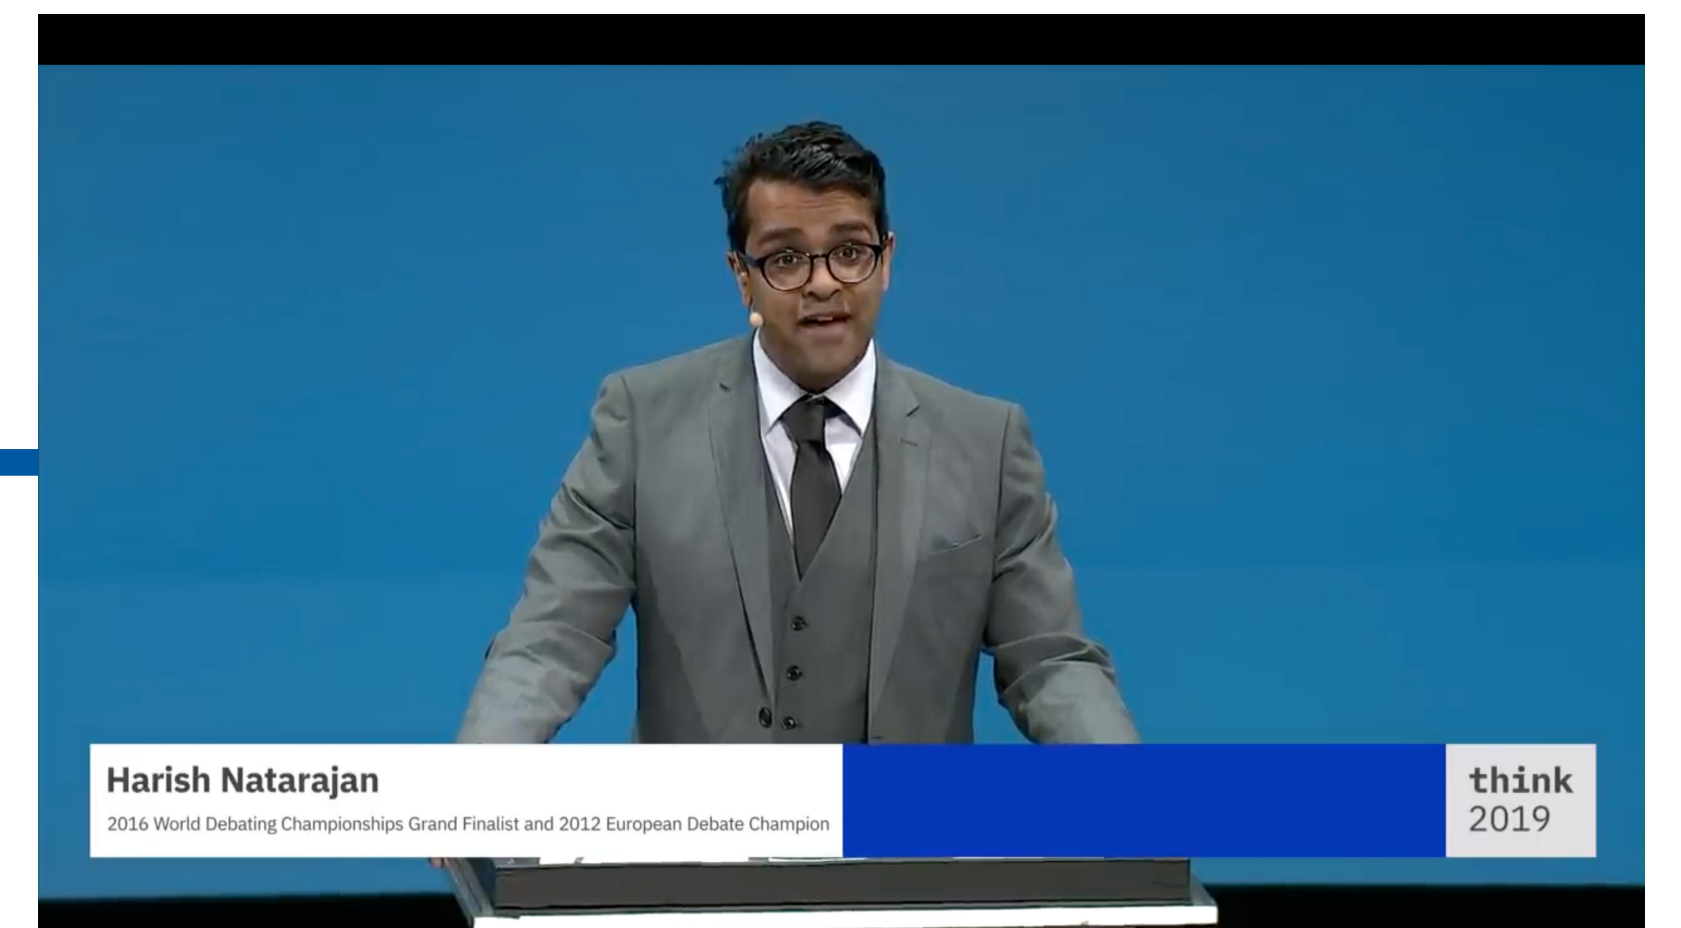 Harish Natarajan
2016 World Debating Championships Grand Finalist and 2012 European Debate Champion
think
2019